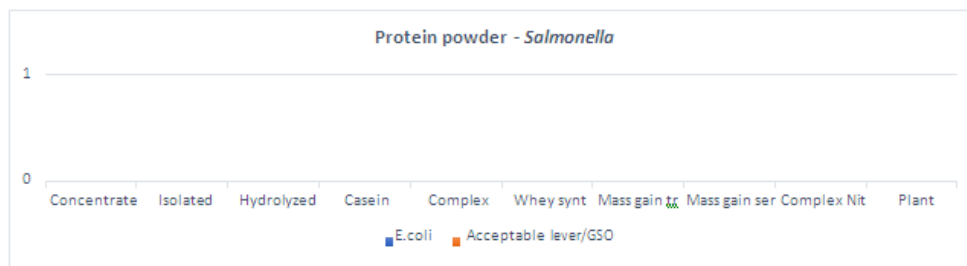 Protein powder - Salmonella
1
0
Concentrate Isolated Hydrolyzed Casein Complex Whey synt Mass gain tr Mass gain ser Complex Nit Plant
E.coli Acceptable lever/GSO